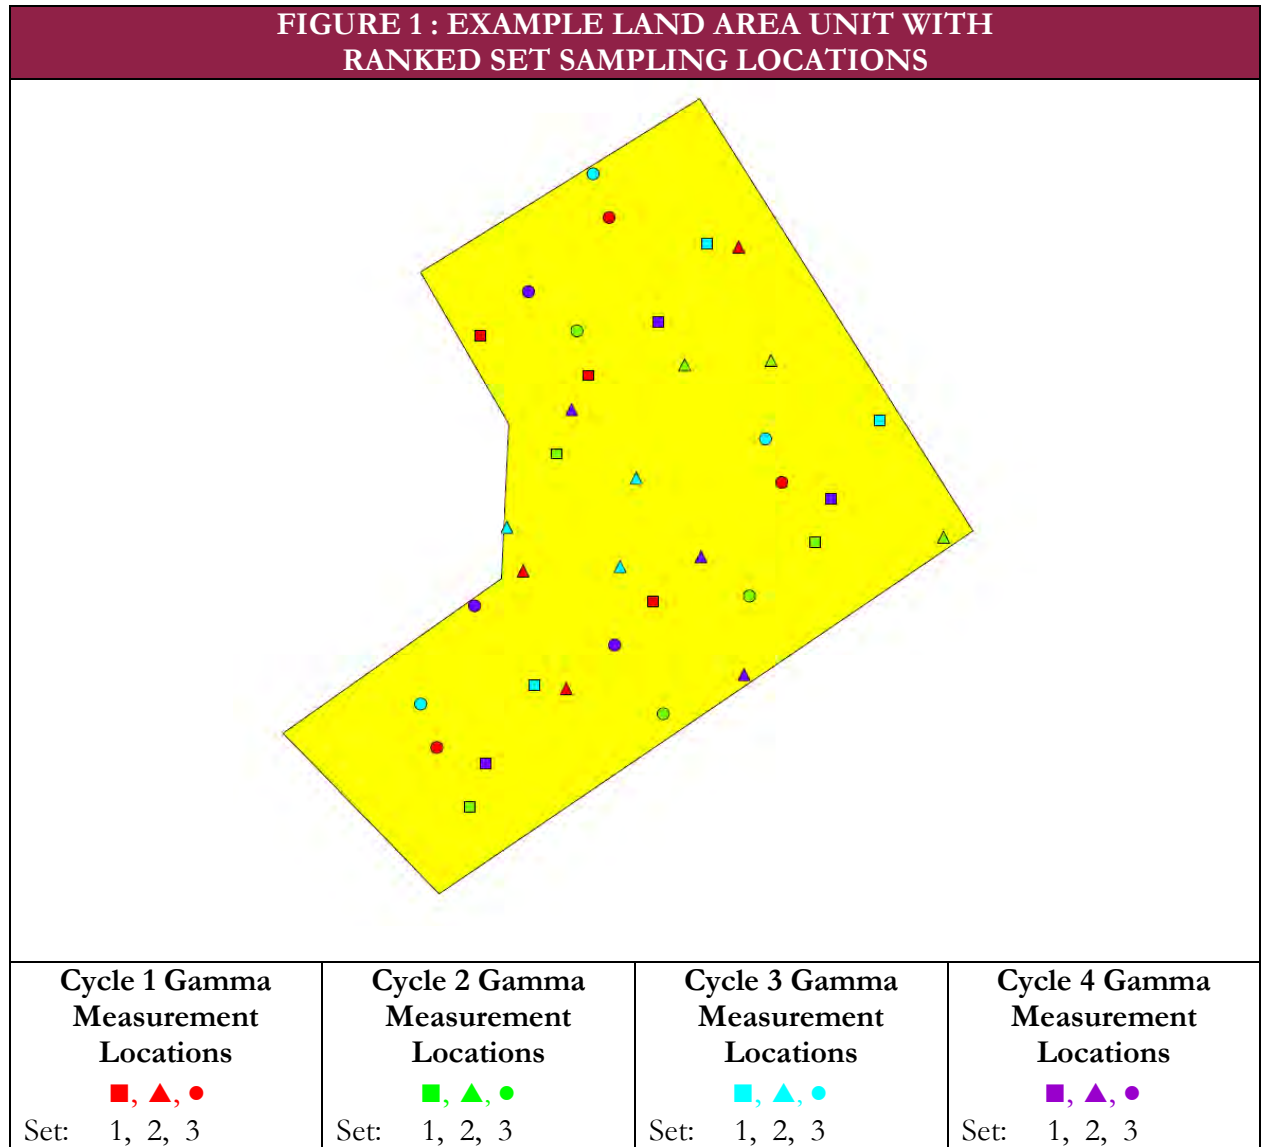 FIGURE 1 : EXAMPLE LAND AREA UNIT WITH
RANKED SET SAMPLING LOCATIONS
Cycle 1 Gamma
Measurement
Locations
■, ▲, ●
Set: 1, 2, 3
Cycle 2 Gamma
Measurement
Locations
■, ▲, ●
Set: 1, 2, 3
Cycle 3 Gamma
Measurement
Locations
■, ▲, ●
Set: 1, 2, 3
Cycle 4 Gamma
Measurement
Locations
■, ▲, ●
Set: 1, 2, 3